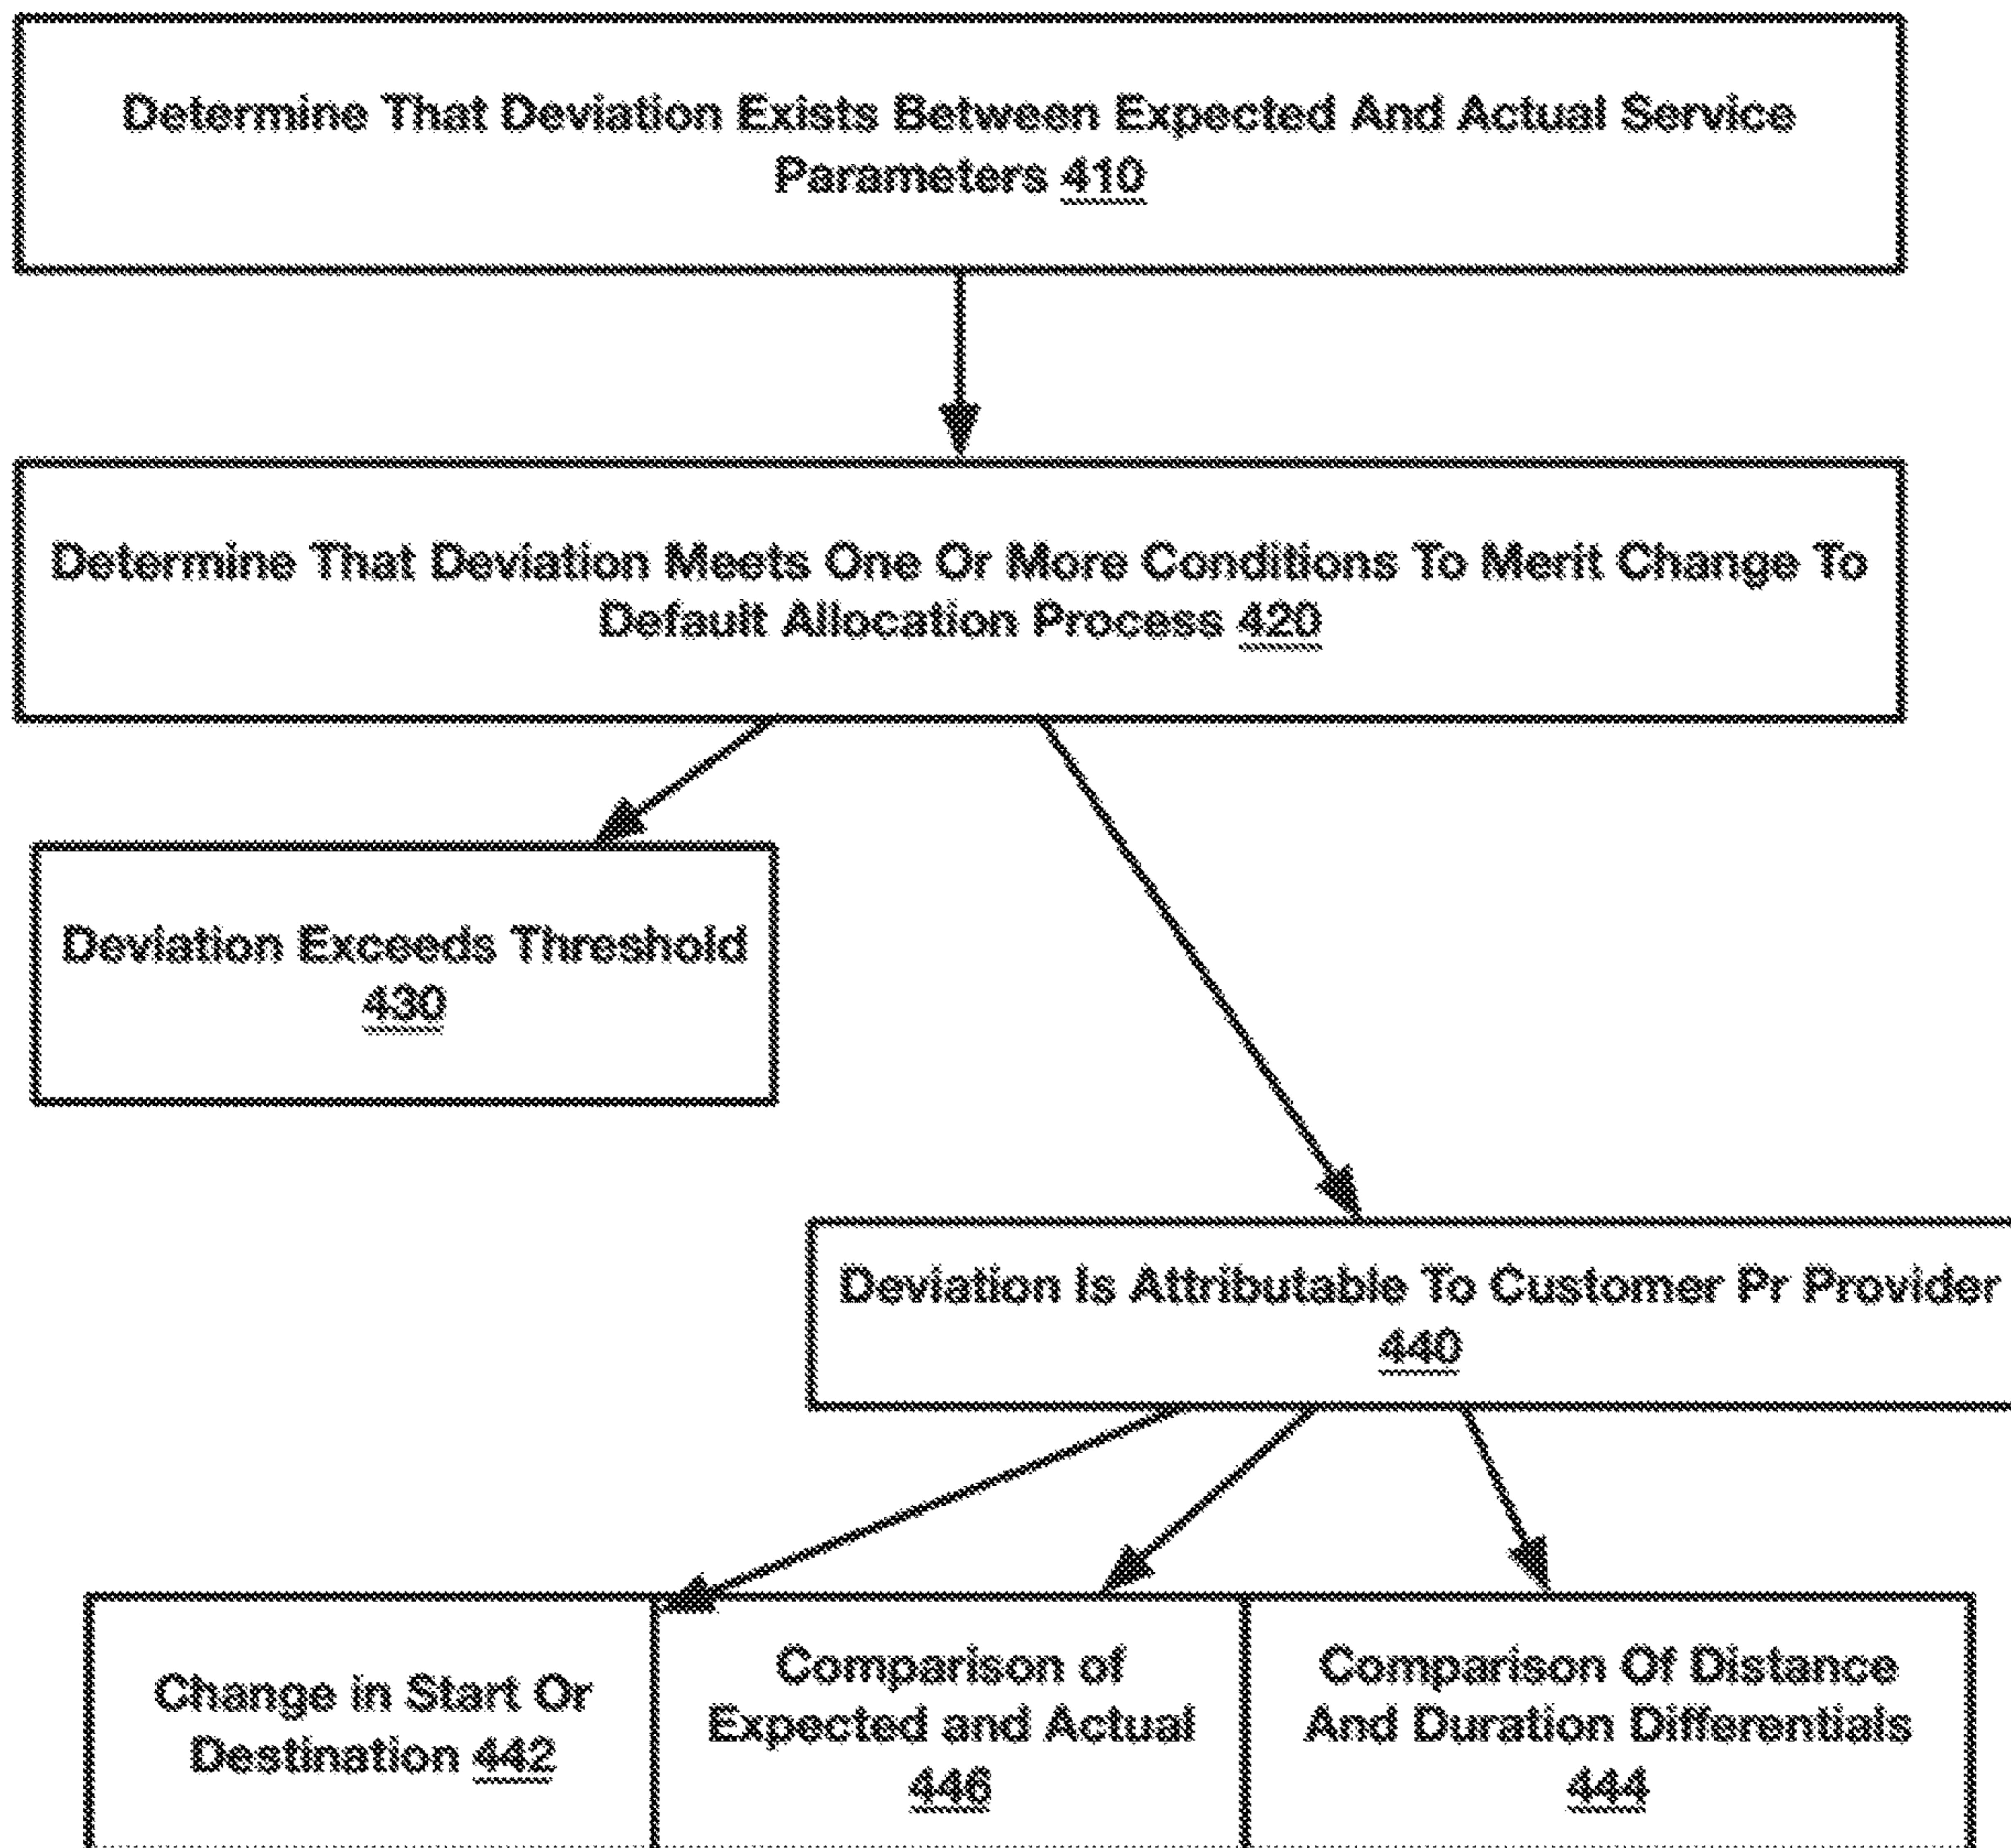 Determine That Deviation Exists Between Expected And Actual Service
Parameters 410
Determine That Deviation Meets One Or More Conditions To Merit Change To
Default Allocation Process 420
Deviation Exceeds Threshold
430
Deviation Is Attributable To Customer Pr Provider
440
Change in Start Or
Destination 442
Comparison of
Expected and Actual
446
Comparison Of Distance
And Duration Differentials
444